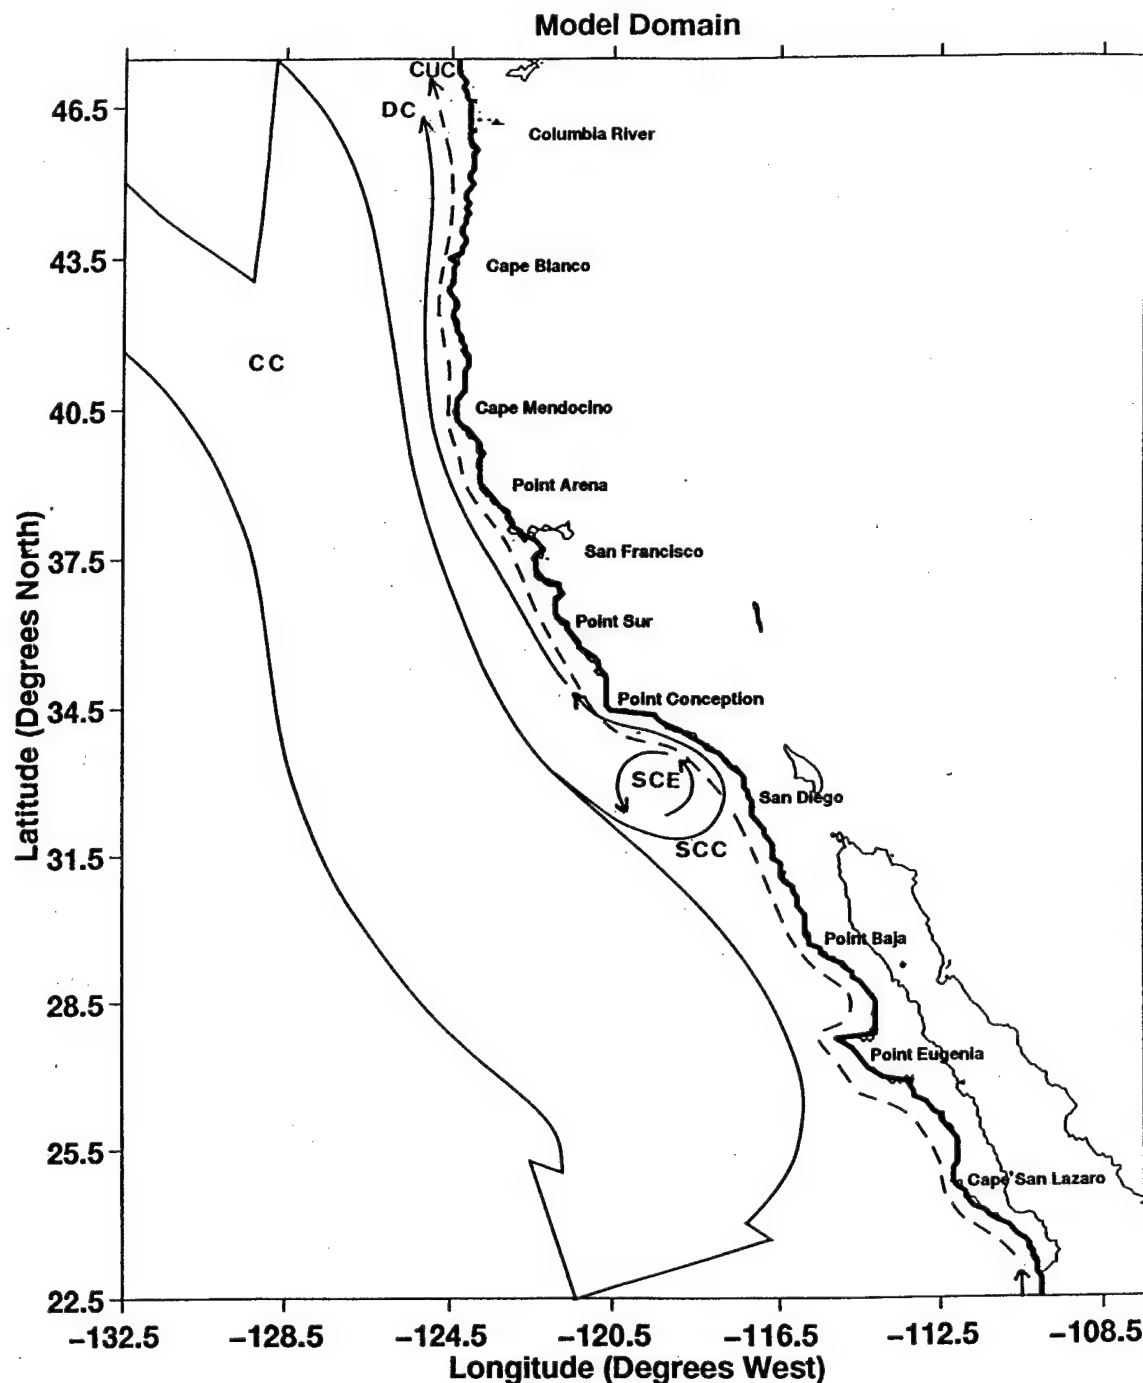 Model Domain
CUC
DC
46.5
Columbia River
43.5
Cape Blanco
CC
40.5
Cape Mendocino
Point Arena
San Francisco
37.5
Point Sur
Latitude (Degrees North)
34.5
Point Conception
SCE
San Diego
SCC
31.5
Point Baja
28.5
Point Eugenia
25.5
Cape San Lazaro
22.5
−132.5 −128.5 −124.5 −120.5 −116.5 −112.5 −108.5
Longitude (Degrees West)